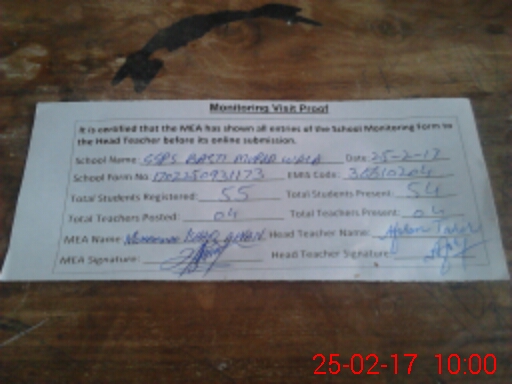 Monitoring Visit Proof
It is certified that the MEA has shown all entries of the School Monitoring Form to
the Head Teacher before its online submission.
School Name: GGPS BASTI MURAD WALA Date: 25-2-17
School Form No. EMIS Code:
Total Students Registered: 55 Total Students Present: 54
Total Teachers Posted: 04 Total Teachers Present: 04
MEA Name: Head Teacher Name:
MEA Signature: Head Teacher Signature:
25-02-17 10:00